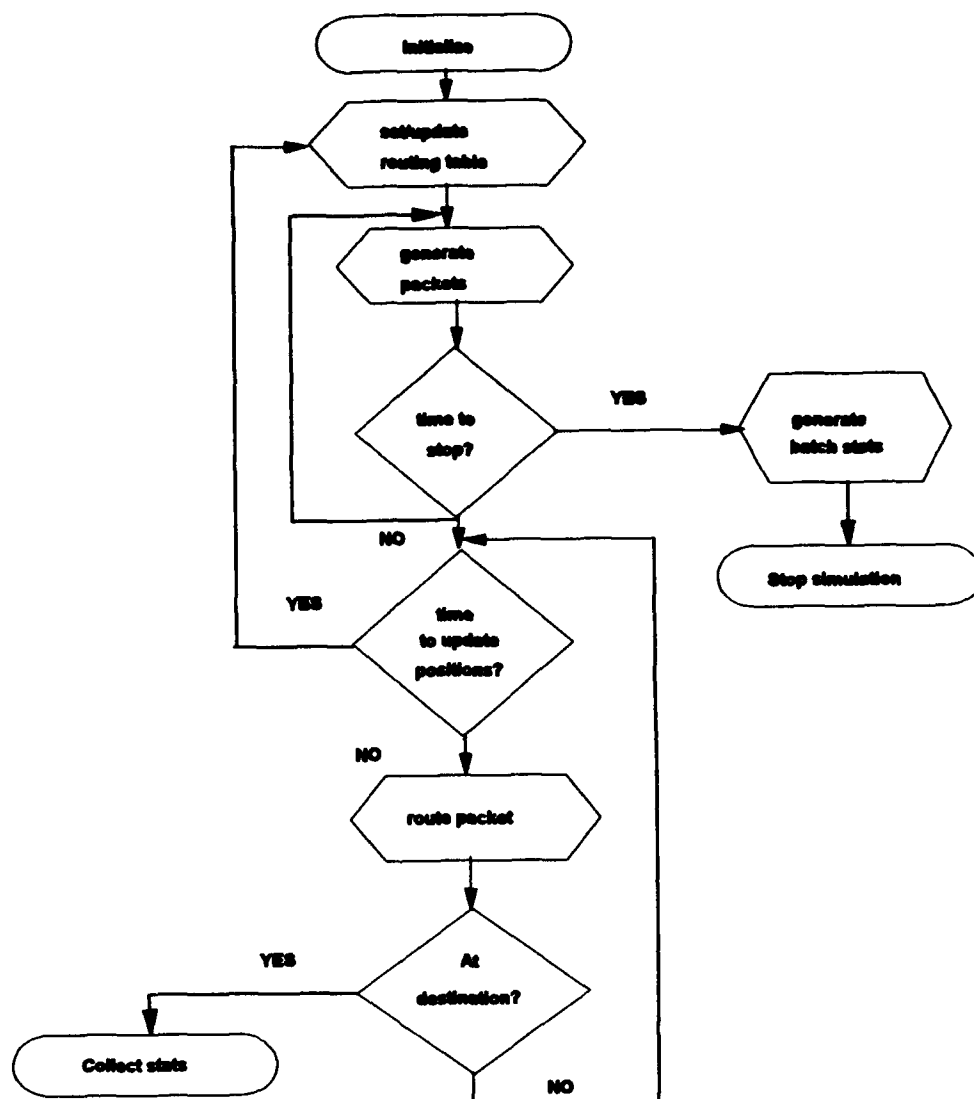 Initialise
set/update
routing table
generate
packets
YES
time to
stop?
generate
batch stats
NO
Stop simulation
YES
time
to update
positions?
NO
route packet
YES
At
destination?
Collect stats
NO